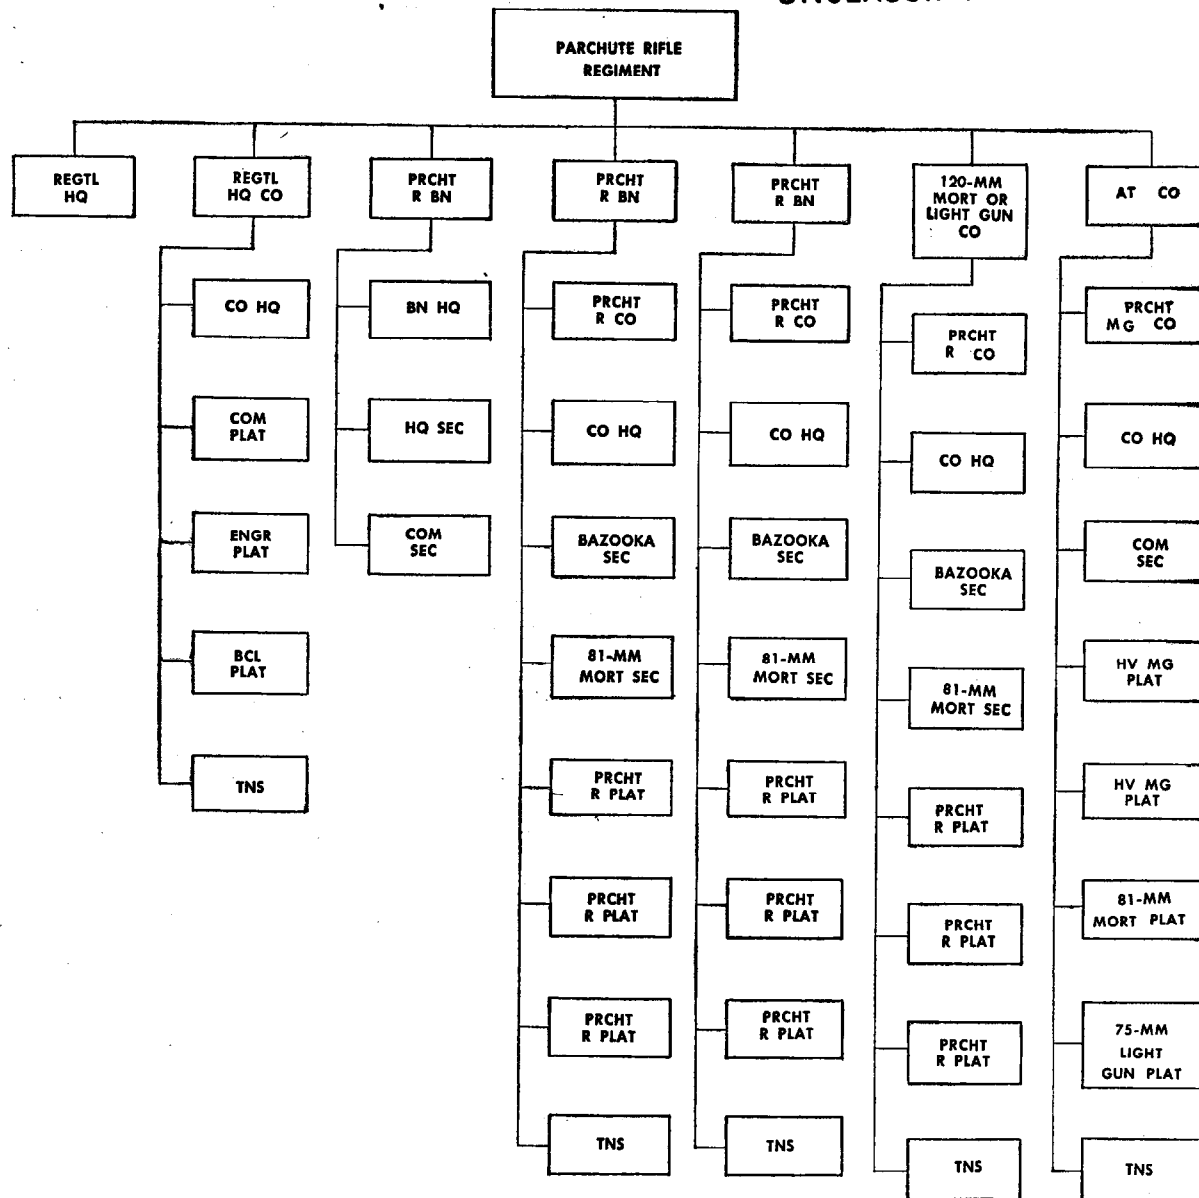 PARCHUTE RIFLE
REGIMENT
REGTL
HQ
REGTL
HQ CO
PRCHT
R BN
PRCHT
R BN
PRCHT
R BN
120-MM
MORT OR
LIGHT GUN
CO
AT CO
CO HQ
COM
PLAT
ENGR
PLAT
BCL
PLAT
TNS
BN HQ
HQ SEC
COM
SEC
PRCHT
R CO
CO HQ
BAZOOKA
SEC
81-MM
MORT SEC
PRCHT
R PLAT
PRCHT
R PLAT
PRCHT
R PLAT
TNS
PRCHT
R CO
CO HQ
BAZOOKA
SEC
81-MM
MORT SEC
PRCHT
R PLAT
PRCHT
R PLAT
PRCHT
R PLAT
TNS
PRCHT
R CO
CO HQ
BAZOOKA
SEC
81-MM
MORT SEC
PRCHT
R PLAT
PRCHT
R PLAT
PRCHT
R PLAT
TNS
PRCHT
MG CO
CO HQ
COM
SEC
HV MG
PLAT
HV MG
PLAT
81-MM
MORT PLAT
75-MM
LIGHT
GUN PLAT
TNS